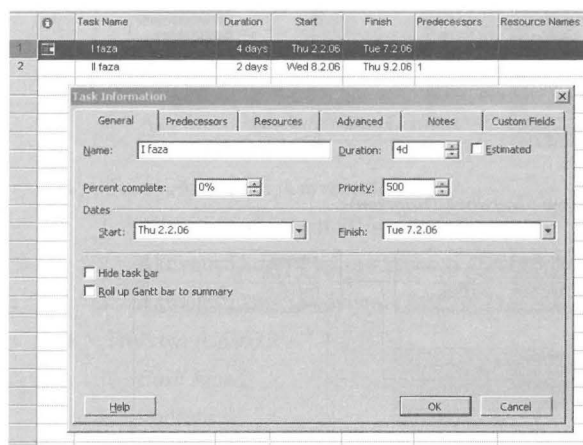 Task Name Duration Start Finish Predecessors Resource Names
1 I faza 4 days Thu 2.2.06 Tue 7.2.06
2 II faza 2 days Wed 8.2.06 Thu 9.2.06 1
Task Information
General Predecessors Resources Advanced Notes Custom Fields
Name: I faza Duration: 4d Estimated
Percent complete: 0% Priority: 500
Dates
Start: Thu 2.2.06 Finish: Tue 7.2.06
Hide task bar
Roll up Gantt bar to summary
Help OK Cancel